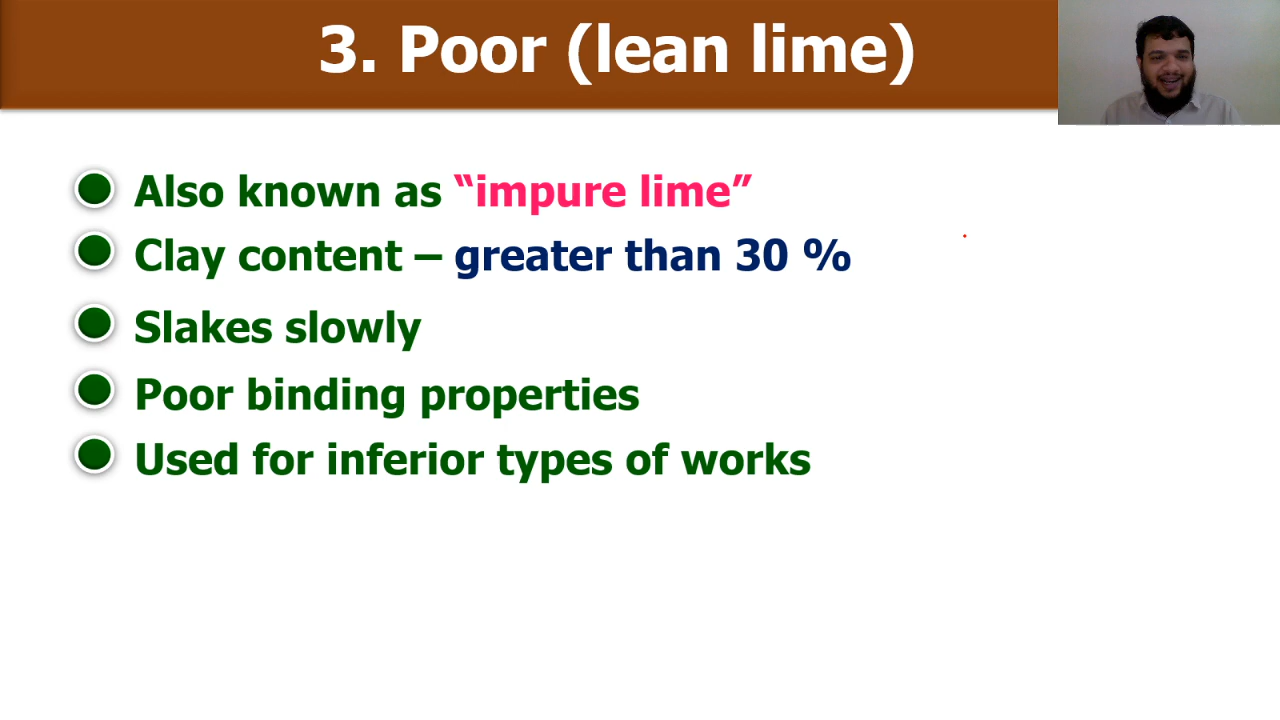 3. Poor (lean lime)
Also known as “impure lime”
Clay content – greater than 30 %
Slakes slowly
Poor binding properties
Used for inferior types of works